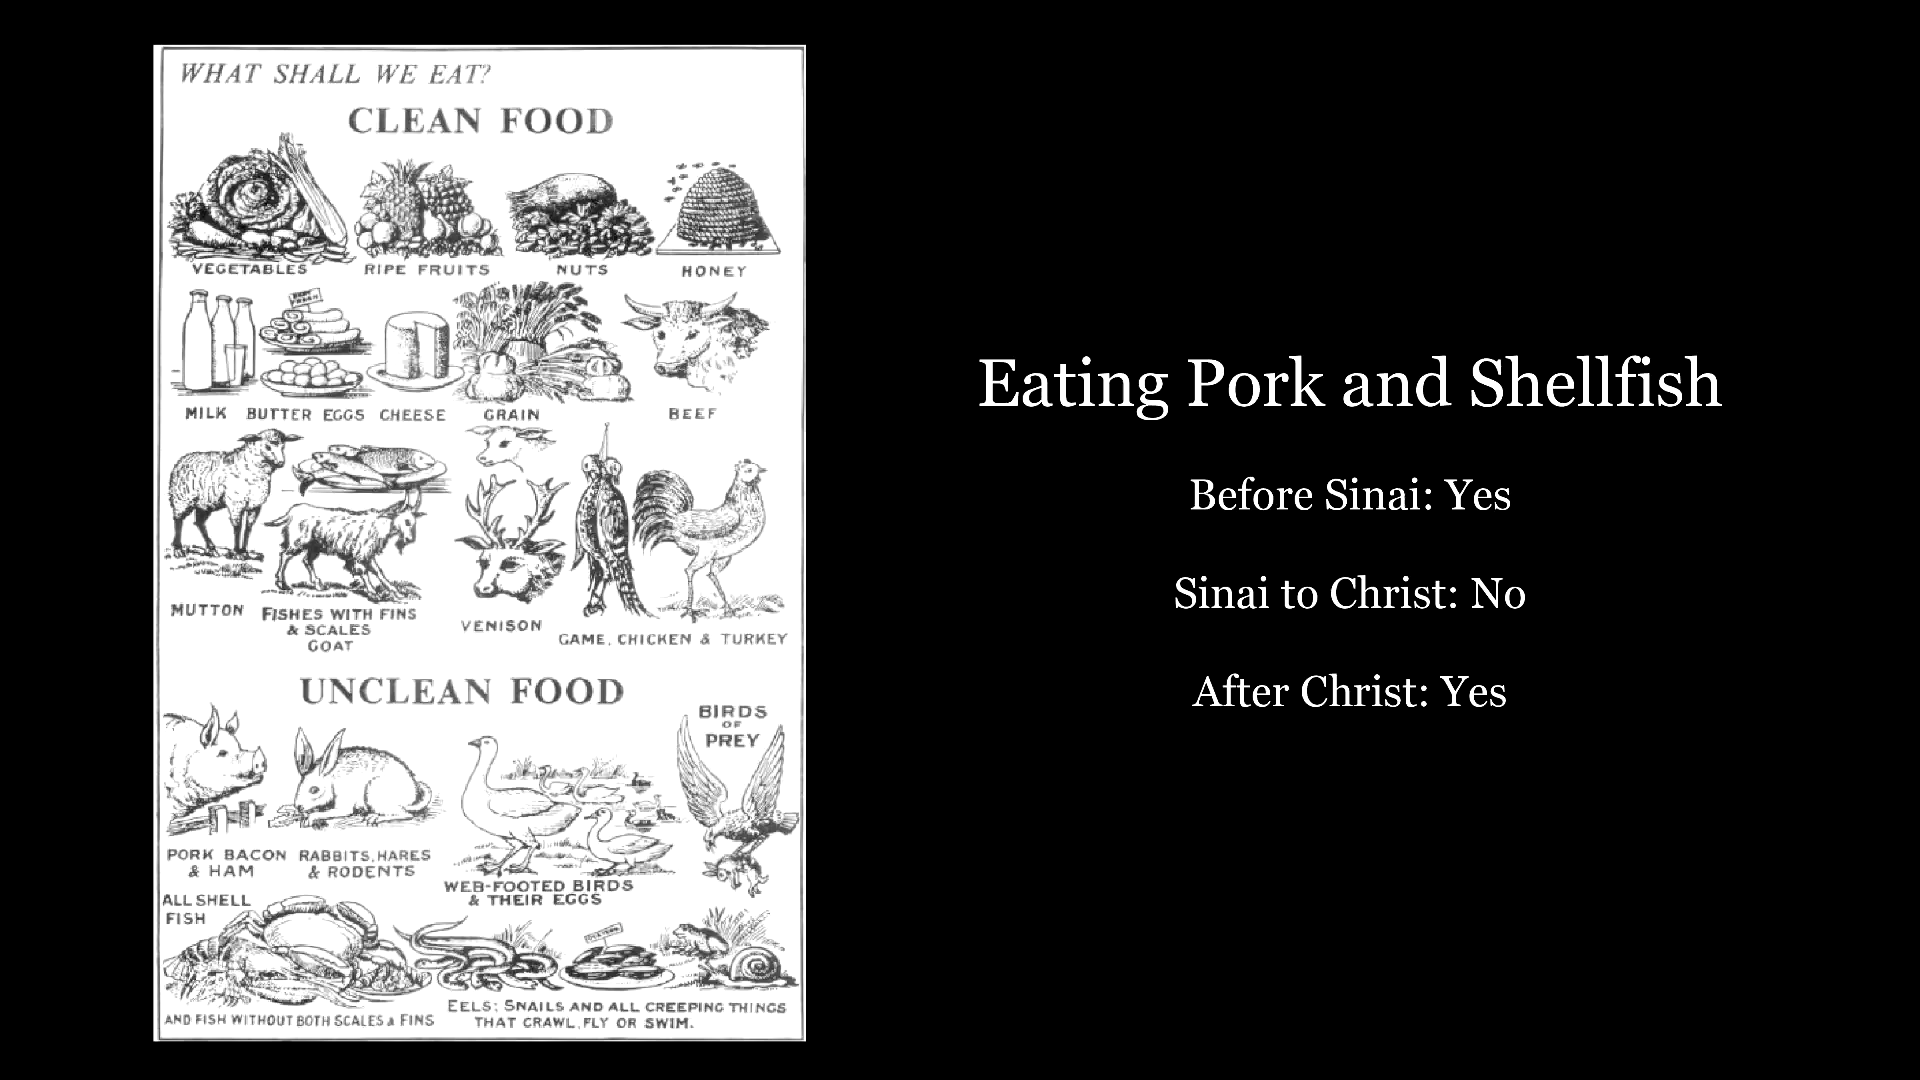 WHAT SHALL WE EAT?
CLEAN FOOD
VEGETABLES
RIPE FRUITS
NUTS
HONEY
MILK
BUTTER EGGS
CHEESE
GRAIN
BEEF
MUTTON
FISHES WITH FINS
& SCALES
GOAT
VENISON
GAME, CHICKEN & TURKEY
UNCLEAN FOOD
BIRDS
OF
PREY
PORK BACON
& HAM
RABBITS, HARES
& RODENTS
WEB-FOOTED BIRDS
& THEIR EGGS
ALL SHELL
FISH
AND FISH WITHOUT BOTH SCALES & FINS
EELS; SNAILS AND ALL CREEPING THINGS
THAT CRAWL, FLY OR SWIM.
Eating Pork and Shellfish
Before Sinai: Yes
Sinai to Christ: No
After Christ: Yes